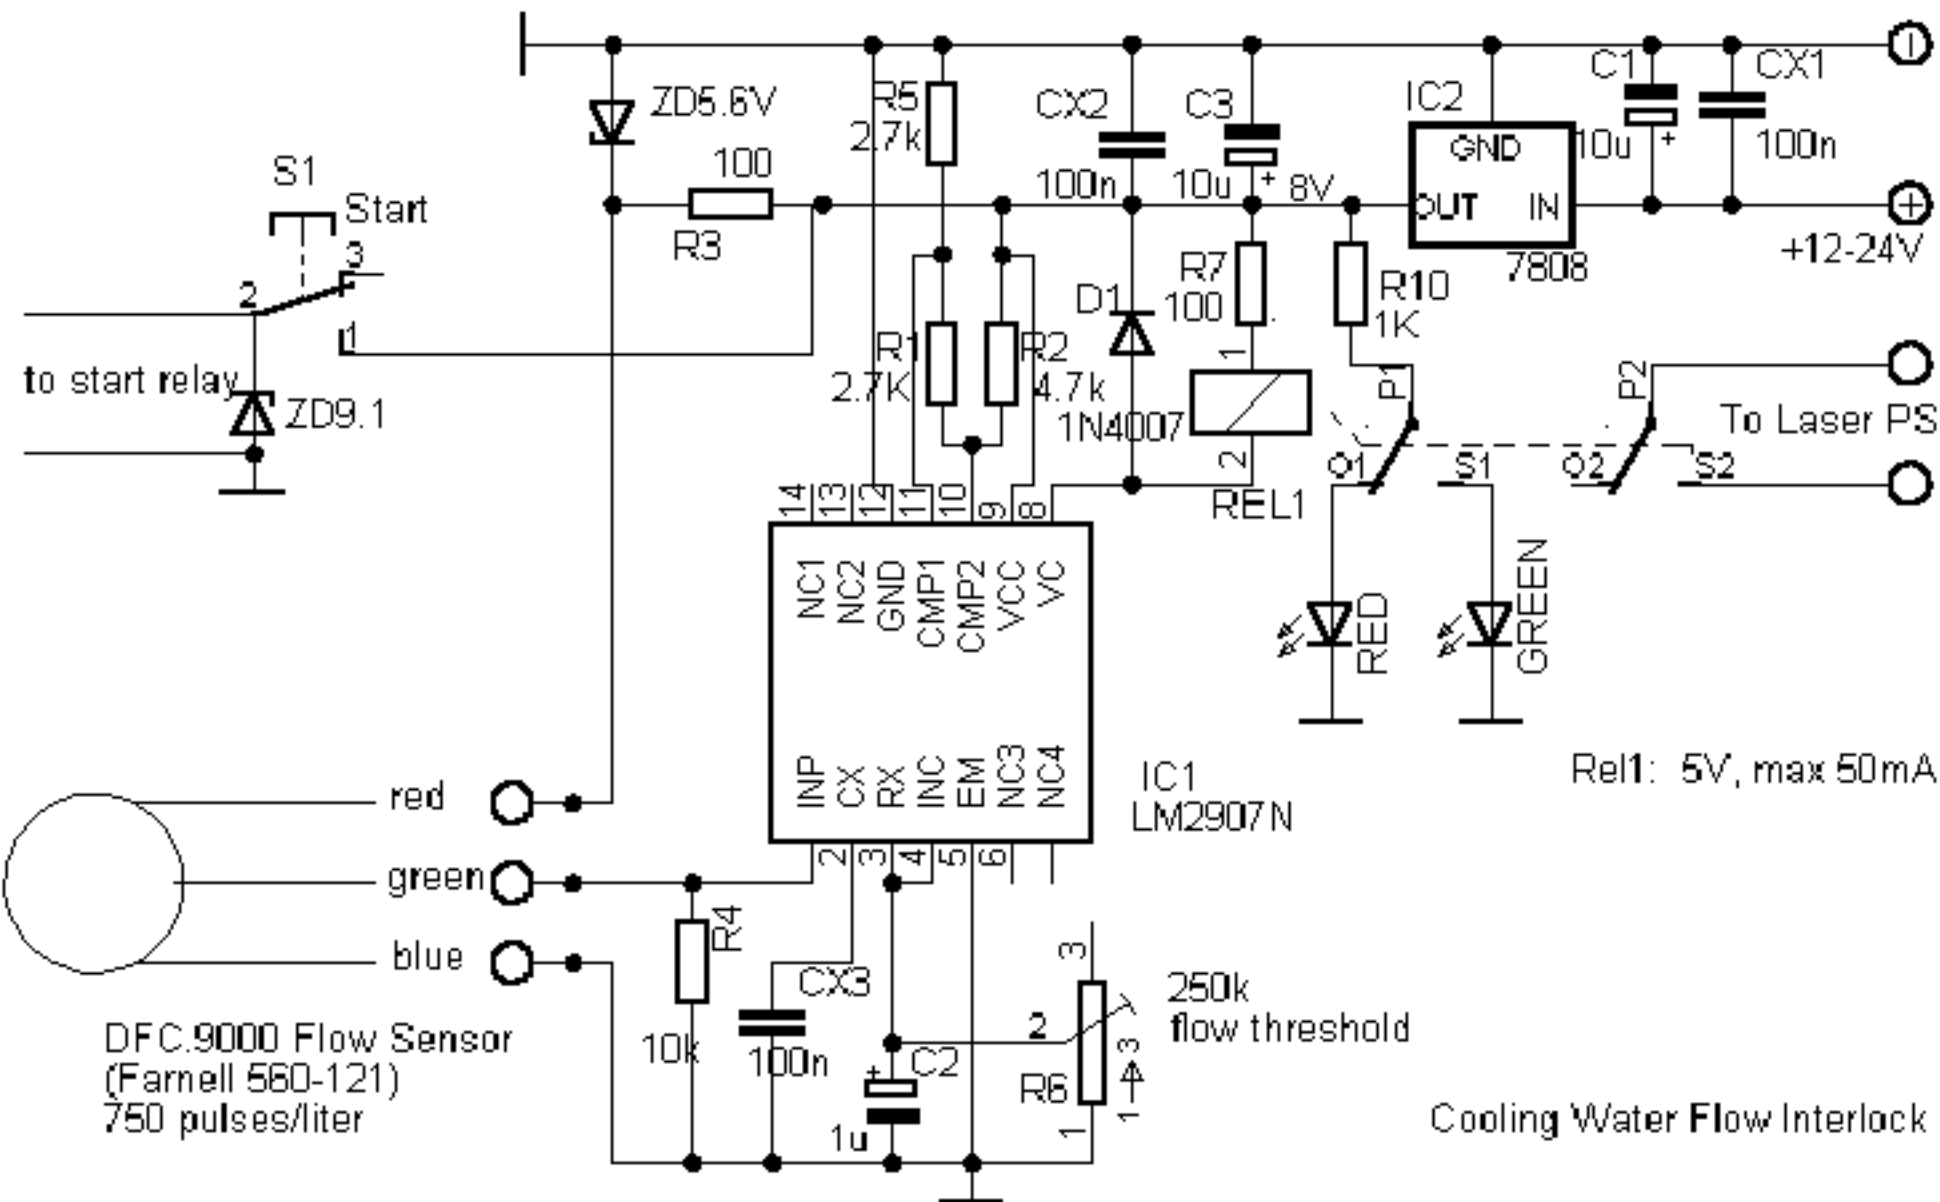 ZD5.6V
R5
2.7k
CX2
100n
C3
10u
+
8V
IC2
GND
OUT
IN
7808
C1
10u
+
CX1
100n
+12-24V
S1
Start
3
2
1
to start relay
ZD9.1
100
R3
R1
2.7K
R2
4.7k
D1
1N4007
R7
100
1
2
REL1
R10
1K
P1
O1
S1
P2
O2
S2
To Laser PS
14
13
12
11
10
9
8
NC1
NC2
GND
CMP1
CMP2
VCC
VC
INP
CX
RX
INC
EM
NC3
NC4
2
3
4
5
6
IC1
LM2907N
RED
GREEN
Rel1: 5V, max 50mA
red
green
blue
DFC.9000 Flow Sensor
(Farnell 560-121)
750 pulses/liter
R4
10k
CX3
100n
+
C2
1u
3
2
1
R6
1
3
250k
flow threshold
Cooling Water Flow Interlock